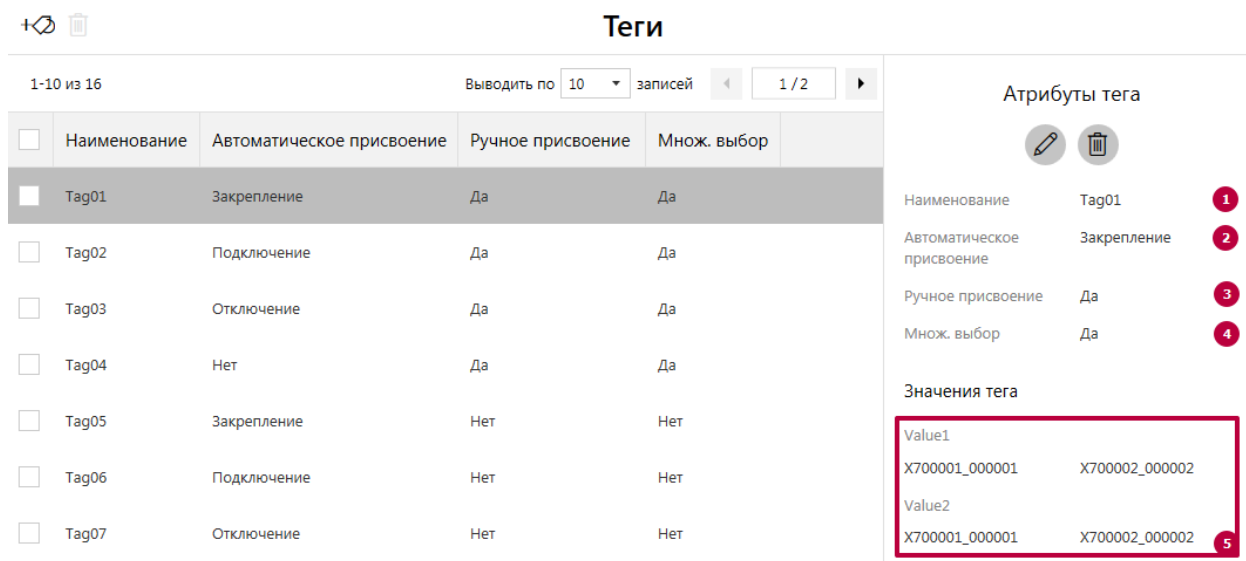 Теги
1-10 из 16 Выводить по 10 записей 1 / 2
Наименование Автоматическое присвоение Ручное присвоение Множ. выбор
Tag01 Закрепление Да Да
Tag02 Подключение Да Да
Tag03 Отключение Да Да
Tag04 Нет Да Да
Tag05 Закрепление Нет Нет
Tag06 Подключение Нет Нет
Tag07 Отключение Нет Нет
Атрибуты тега
Наименование Tag01 1
Автоматическое Закрепление 2
присвоение
Ручное присвоение Да 3
Множ. выбор Да 4
Значения тега
Value1
X700001_000001 X700002_000002
Value2
X700001_000001 X700002_000002 5